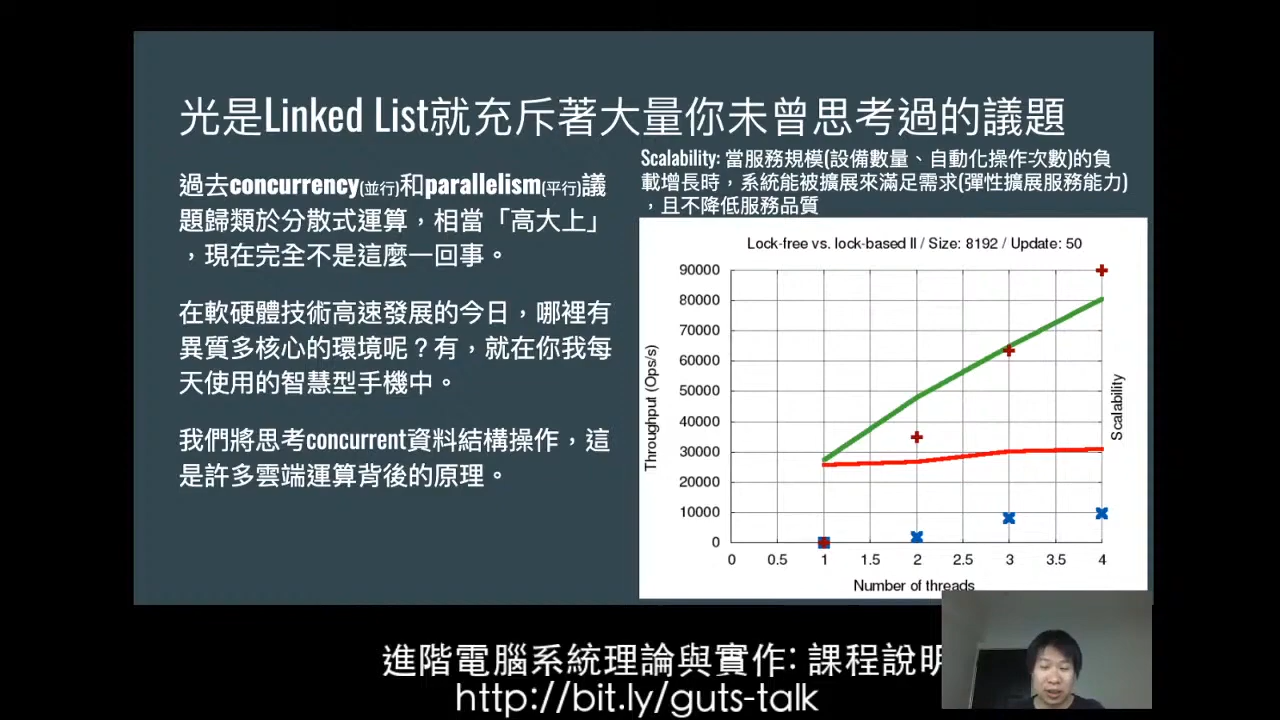 光是Linked List就充斥著大量你未曾思考過的議題
過去concurrency(並行)和parallelism(平行)議
題歸類於分散式運算，相當「高大上」
，現在完全不是這麼一回事。
在軟硬體技術高速發展的今日，哪裡有
異質多核心的環境呢？有，就在你我每
天使用的智慧型手機中。
我們將思考concurrent資料結構操作，這
是許多雲端運算背後的原理。
Scalability: 當服務規模(設備數量、自動化操作次數)的負
載增長時，系統能被擴展來滿足需求(彈性擴展服務能力)
，且不降低服務品質
Lock-free vs. lock-based II / Size: 8192 / Update: 50
90000
80000
70000
60000
50000
40000
30000
20000
10000
0
Throughput (Ops/s)
Scalability
0 0.5 1 1.5 2 2.5 3 3.5 4
Number of threads
進階電腦系統理論與實作: 課程說明
http://bit.ly/guts-talk